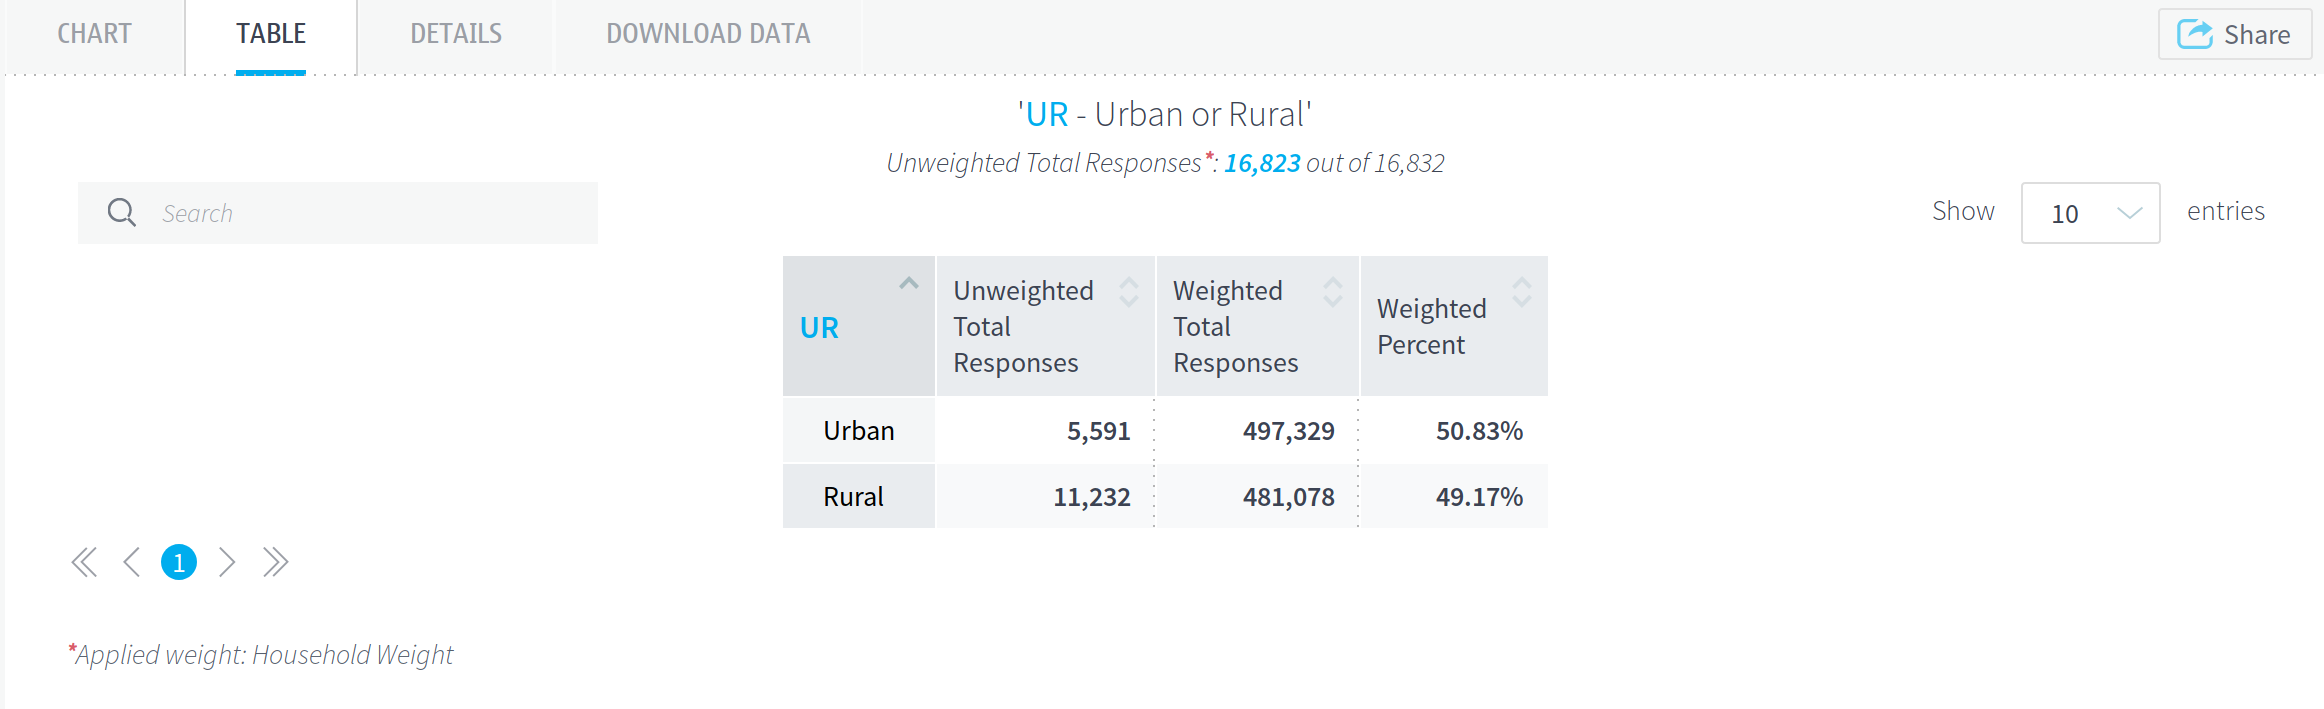 CHART TABLE DETAILS DOWNLOAD DATA Share
'UR - Urban or Rural'
Unweighted Total Responses*: 16,823 out of 16,832
Search
Show 10 entries
UR Unweighted Total Responses Weighted Total Responses Weighted Percent
Urban 5,591 497,329 50.83%
Rural 11,232 481,078 49.17%
1
*Applied weight: Household Weight